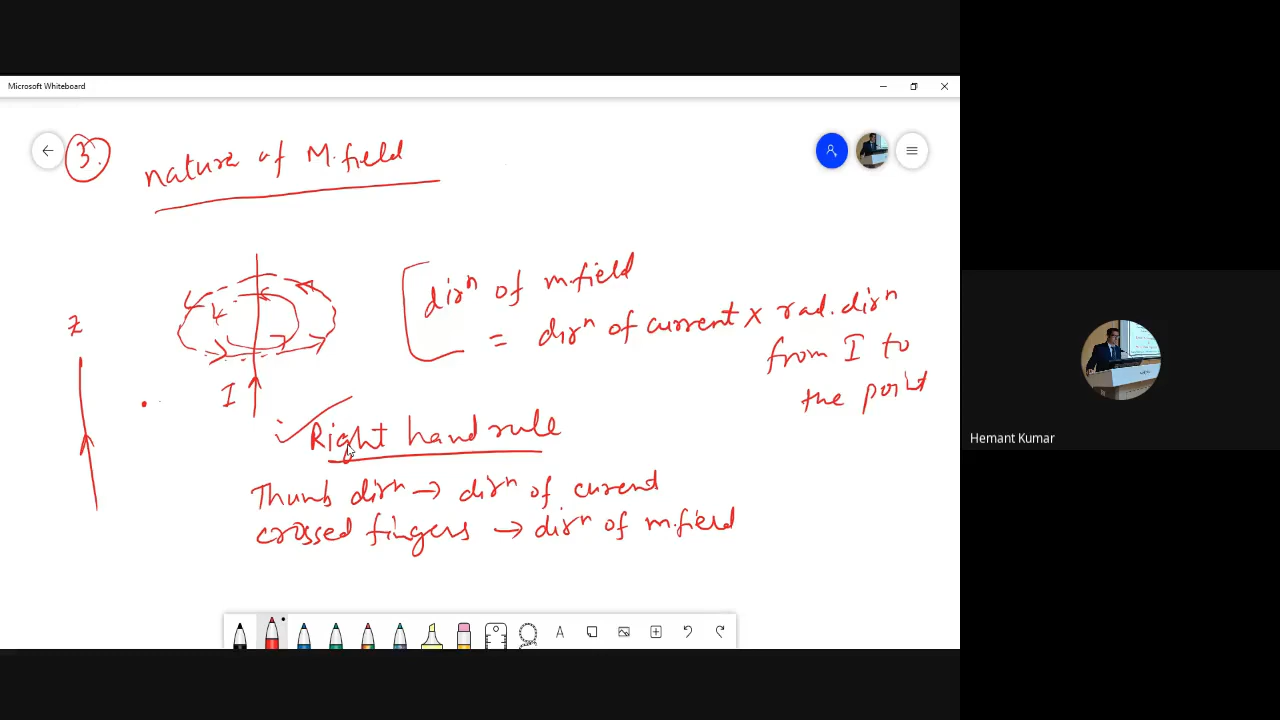 Microsoft Whiteboard
3.
nature of M.field
dirⁿ of m.field
= dirⁿ of current x rad. dirⁿ
from I to
the point
z
I
Right hand rule
Thumb dirⁿ → dirⁿ of current
crossed fingers → dirⁿ of m.field
A
Hemant Kumar